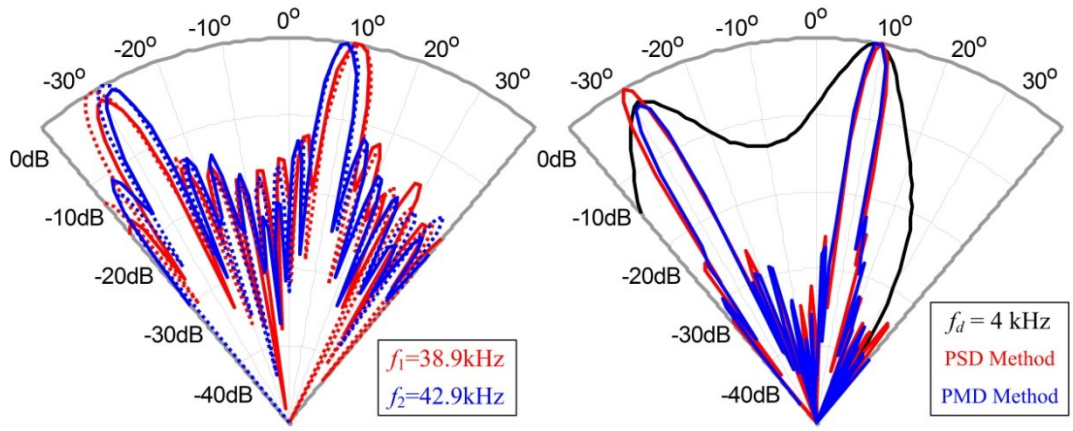 -30°
-20°
-10°
0°
10°
20°
30°
0dB
-10dB
-20dB
-30dB
-40dB
f₁=38.9kHz
f₂=42.9kHz
-30°
-20°
-10°
0°
10°
20°
30°
0dB
-10dB
-20dB
-30dB
-40dB
f_d = 4 kHz
PSD Method
PMD Method